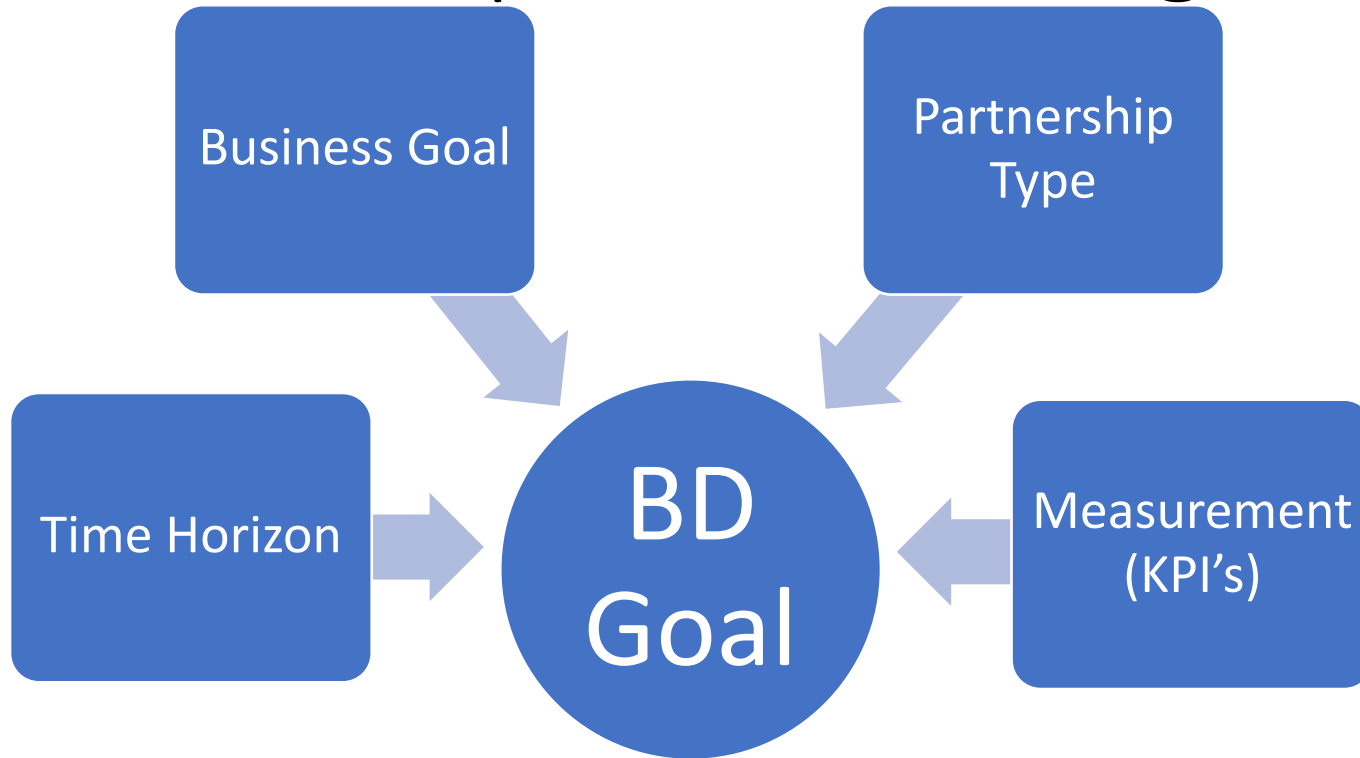 Business Goal
Partnership
Type
Time Horizon
BD
Goal
Measurement
(KPI’s)